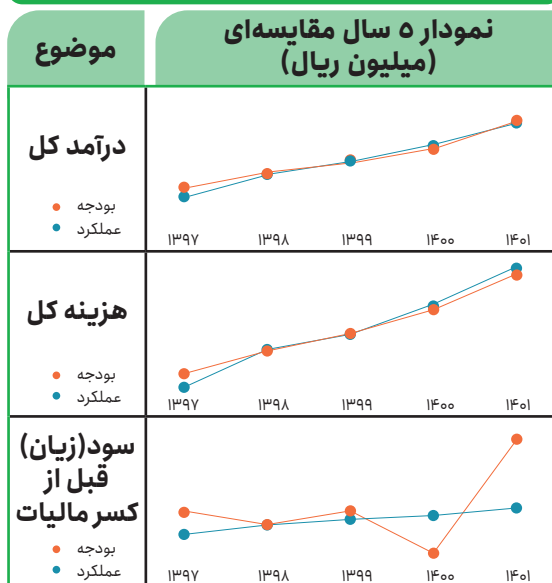 موضوع
نمودار ۵ سال مقایسه‌ای
(میلیون ریال)
درآمد کل
بودجه
عملکرد
۱۳۹۷ ۱۳۹۸ ۱۳۹۹ ۱۴۰۰ ۱۴۰۱
هزینه کل
بودجه
عملکرد
۱۳۹۷ ۱۳۹۸ ۱۳۹۹ ۱۴۰۰ ۱۴۰۱
سود(زیان)
قبل از
کسر مالیات
بودجه
عملکرد
۱۳۹۷ ۱۳۹۸ ۱۳۹۹ ۱۴۰۰ ۱۴۰۱